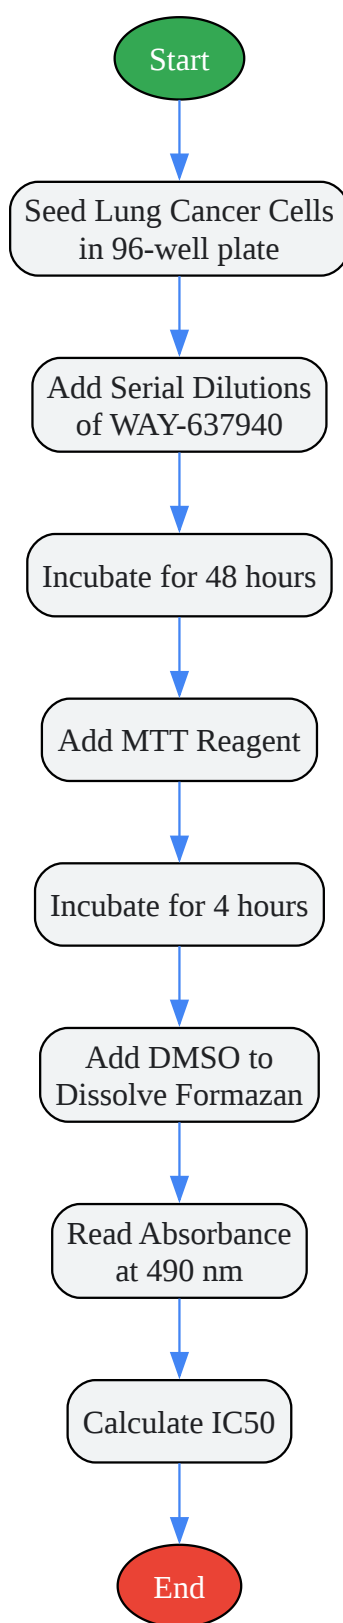 Start
Seed Lung Cancer Cells
in 96-well plate
Add Serial Dilutions
of WAY-637940
Incubate for 48 hours
Add MTT Reagent
Incubate for 4 hours
Add DMSO to
Dissolve Formazan
Read Absorbance
at 490 nm
Calculate IC50
End